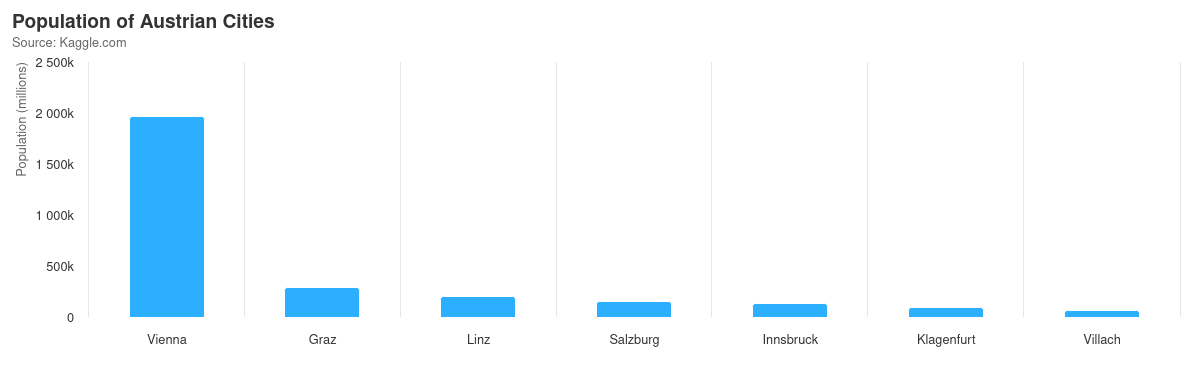 Population of Austrian Cities
Source: Kaggle.com
Population (millions)
2 500k
2 000k
1 500k
1 000k
500k
0
Vienna Graz Linz Salzburg Innsbruck Klagenfurt Villach